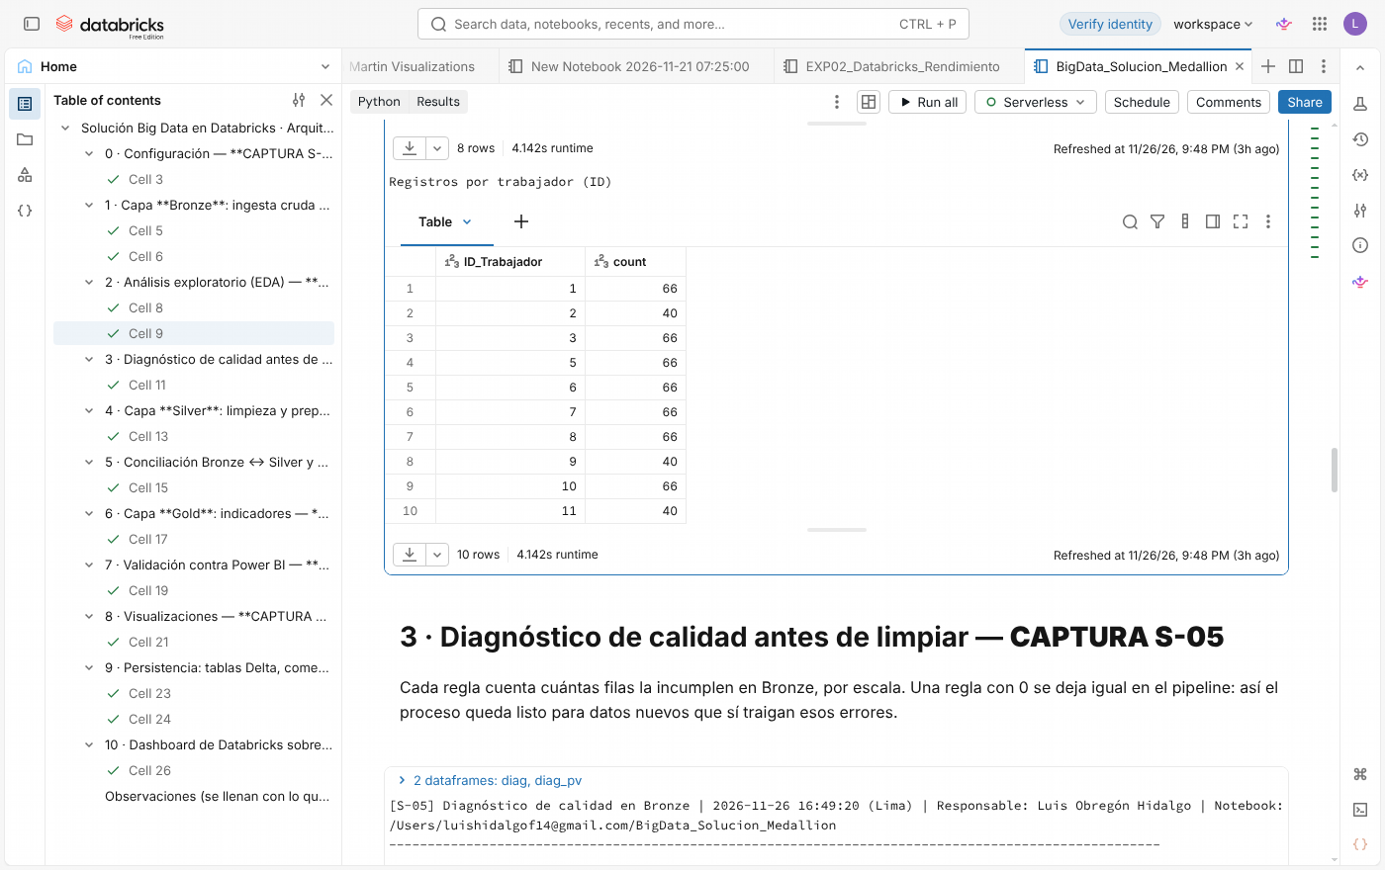 databricks
Free Edition
Search data, notebooks, recents, and more...
CTRL + P
Verify identity
workspace
L
Home
Martin Visualizations
New Notebook 2026-11-21 07:25:00
EXP02_Databricks_Rendimiento
BigData_Solucion_Medallion
Table of contents
Python
Results
Run all
Serverless
Schedule
Comments
Share
Solución Big Data en Databricks · Arquit...
0 · Configuración — **CAPTURA S-...
Cell 3
1 · Capa **Bronze**: ingesta cruda ...
Cell 5
Cell 6
2 · Análisis exploratorio (EDA) — **...
Cell 8
Cell 9
3 · Diagnóstico de calidad antes de ...
Cell 11
4 · Capa **Silver**: limpieza y prep...
Cell 13
5 · Conciliación Bronze ↔ Silver y ...
Cell 15
6 · Capa **Gold**: indicadores — *...
Cell 17
7 · Validación contra Power BI — **...
Cell 19
8 · Visualizaciones — **CAPTURA ...
Cell 21
9 · Persistencia: tablas Delta, come...
Cell 23
Cell 24
10 · Dashboard de Databricks sobre...
Cell 26
Observaciones (se llenan con lo qu...
8 rows
4.142s runtime
Refreshed at 11/26/26, 9:48 PM (3h ago)
Registros por trabajador (ID)
Table
ID_Trabajador count
1 1 66
2 2 40
3 3 66
4 5 66
5 6 66
6 7 66
7 8 66
8 9 40
9 10 66
10 11 40
10 rows
4.142s runtime
Refreshed at 11/26/26, 9:48 PM (3h ago)
3 · Diagnóstico de calidad antes de limpiar — CAPTURA S-05
Cada regla cuenta cuántas filas la incumplen en Bronze, por escala. Una regla con 0 se deja igual en el pipeline: así el
proceso queda listo para datos nuevos que sí traigan esos errores.
2 dataframes: diag, diag_pv
[S-05] Diagnóstico de calidad en Bronze | 2026-11-26 16:49:20 (Lima) | Responsable: Luis Obregón Hidalgo | Notebook:
/Users/luishidalgof14@gmail.com/BigData_Solucion_Medallion
----------------------------------------------------------------------------------------------------